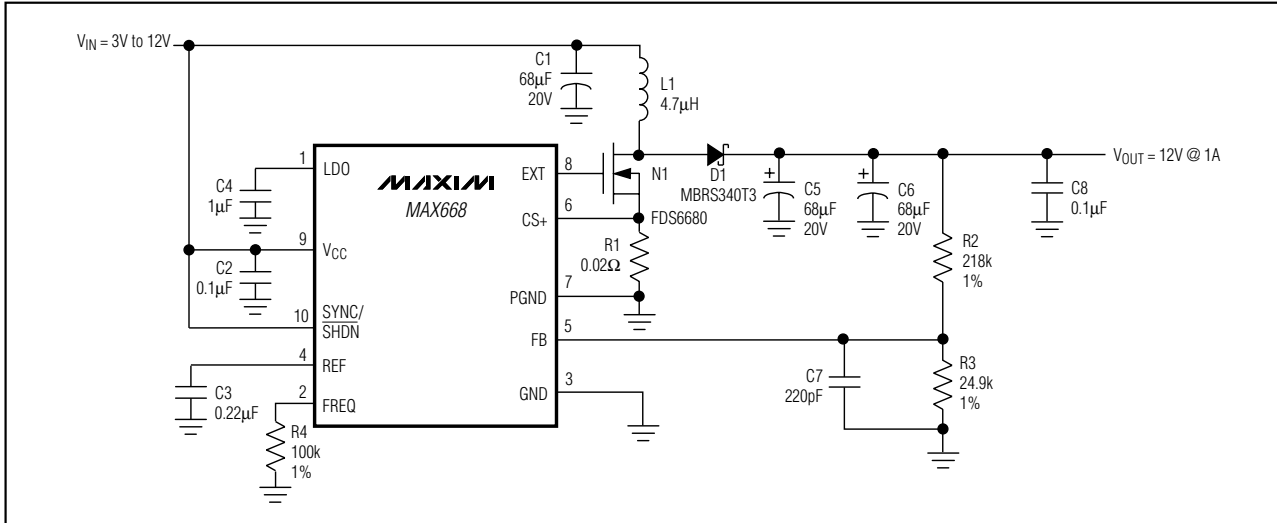 V_IN = 3V to 12V
C1
68μF
20V
L1
4.7μH
1
LDO
MAXIM
MAX668
EXT
8
N1
FDS6680
D1
MBRS340T3
V_OUT = 12V @ 1A
+
C5
68μF
20V
+
C6
68μF
20V
C8
0.1μF
C4
1μF
CS+
6
R1
0.02Ω
9
V_CC
C2
0.1μF
R2
218k
1%
PGND
7
10
SYNC/
SHDN
FB
5
4
REF
C3
0.22μF
C7
220pF
R3
24.9k
1%
GND
3
2
FREQ
R4
100k
1%